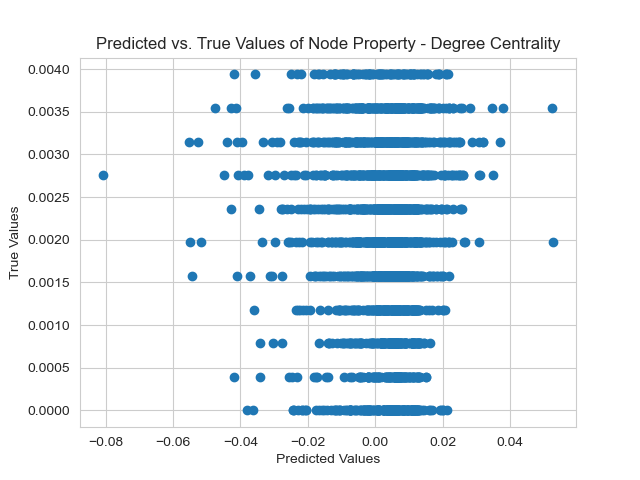 Predicted vs. True Values of Node Property - Degree Centrality
0.0040
0.0035
0.0030
0.0025
0.0020
0.0015
0.0010
0.0005
0.0000
True Values
−0.08 −0.06 −0.04 −0.02 0.00 0.02 0.04
Predicted Values